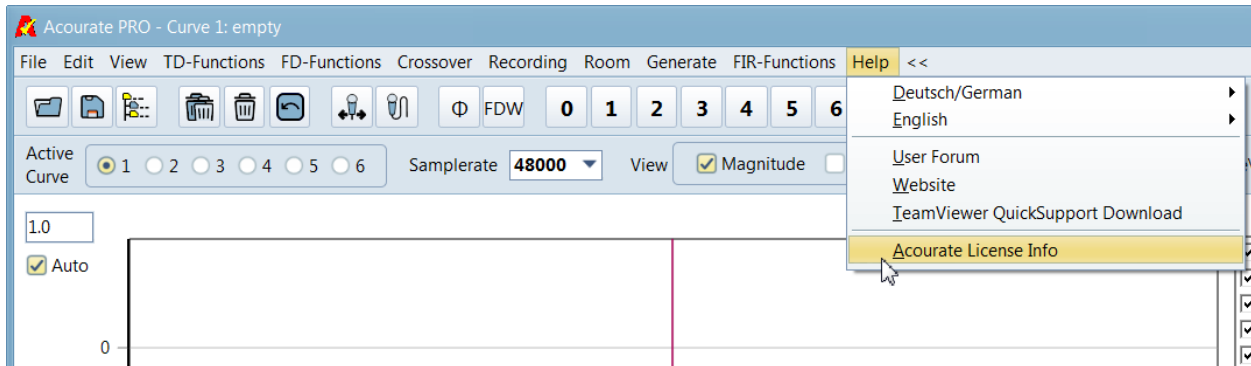 Acourate PRO - Curve 1: empty
File Edit View TD-Functions FD-Functions Crossover Recording Room Generate FIR-Functions Help <<
Φ FDW 0 1 2 3 4 5 6
Deutsch/German
English
User Forum
Website
TeamViewer QuickSupport Download
Acourate License Info
Active Curve 1 2 3 4 5 6 Samplerate 48000 View Magnitude
1.0
Auto
0